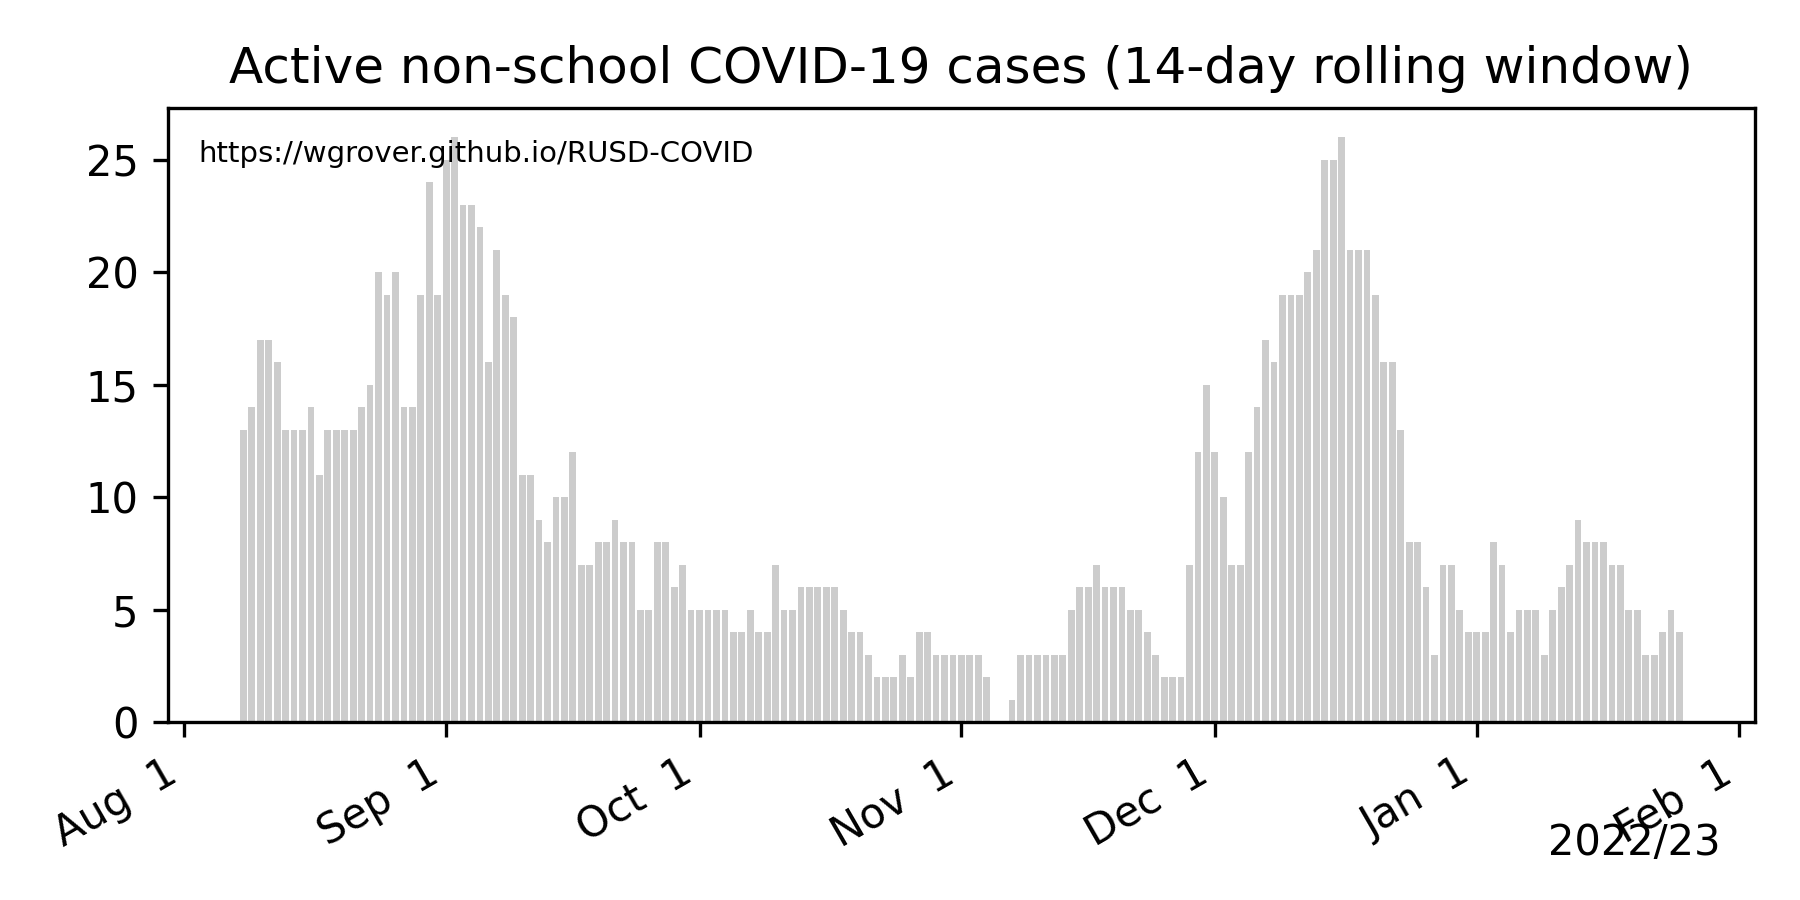 Active non-school COVID-19 cases (14-day rolling window)
https://wgrover.github.io/RUSD-COVID
25
20
15
10
5
0
Aug 1
Sep 1
Oct 1
Nov 1
Dec 1
Jan 1
Feb 1
2022/23